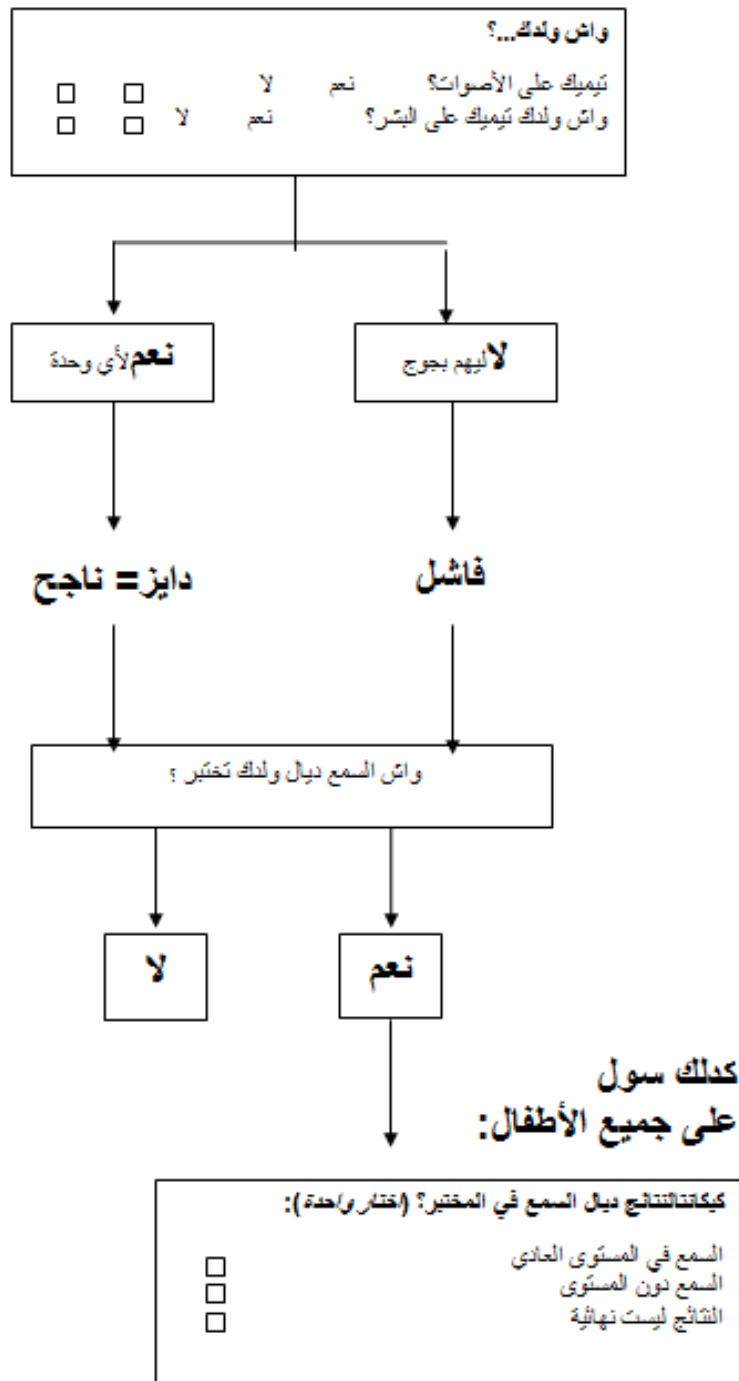 واش ولدك...؟
تيميك على الأصوات؟ نعم لا
واش ولدك تيميك على البشر؟ نعم لا
نعم لأي وحدة
لا ليهم بجوج
دايز= ناجح
فاشل
واش السمع ديال ولدك تختبر ؟
لا
نعم
كدلك سول
على جميع الأطفال:
كيكانتالنتائج ديال السمع في المختبر؟ (اختار واحدة):
السمع في المستوى العادي
السمع دون المستوى
النتائج ليست نهائية